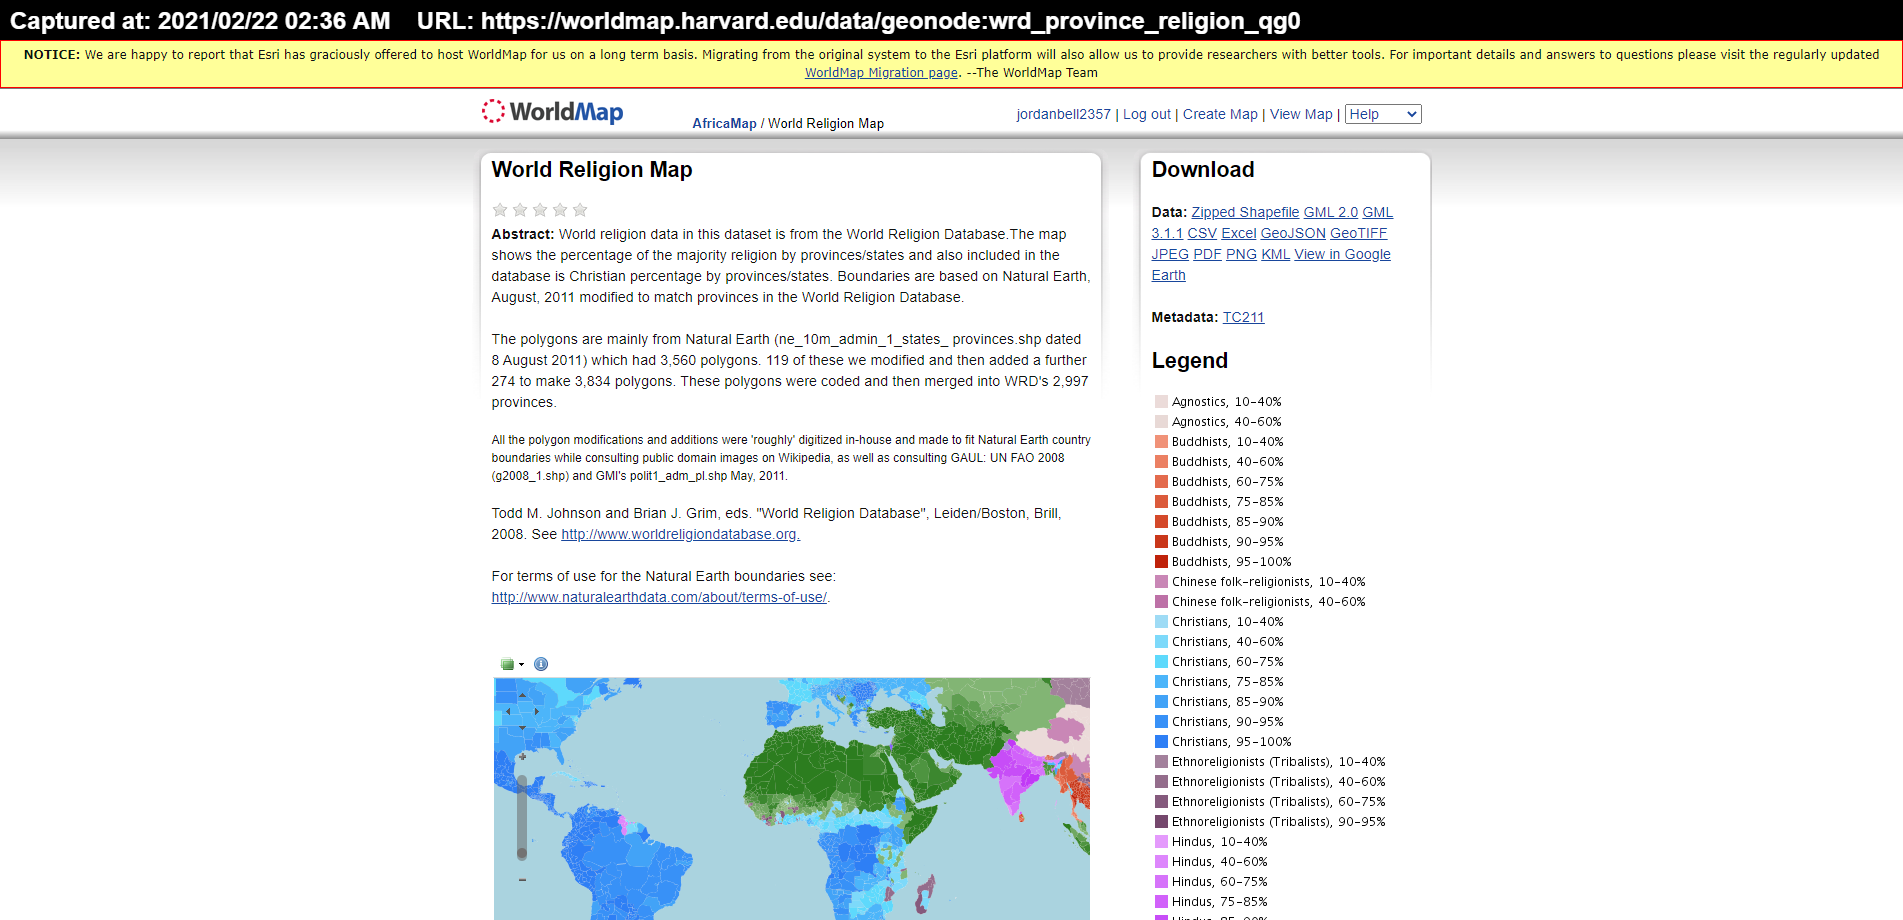 Captured at: 2021/02/22 02:36 AM    URL: https://worldmap.harvard.edu/data/geonode:wrd_province_religion_qg0
NOTICE: We are happy to report that Esri has graciously offered to host WorldMap for us on a long term basis. Migrating from the original system to the Esri platform will also allow us to provide researchers with better tools. For important details and answers to questions please visit the regularly updated
WorldMap Migration page. --The WorldMap Team
WorldMap
AfricaMap / World Religion Map
jordanbell2357 | Log out | Create Map | View Map | Help
World Religion Map
Abstract: World religion data in this dataset is from the World Religion Database.The map
shows the percentage of the majority religion by provinces/states and also included in the
database is Christian percentage by provinces/states. Boundaries are based on Natural Earth,
August, 2011 modified to match provinces in the World Religion Database.
The polygons are mainly from Natural Earth (ne_10m_admin_1_states_ provinces.shp dated
8 August 2011) which had 3,560 polygons. 119 of these we modified and then added a further
274 to make 3,834 polygons. These polygons were coded and then merged into WRD's 2,997
provinces.
All the polygon modifications and additions were 'roughly' digitized in-house and made to fit Natural Earth country
boundaries while consulting public domain images on Wikipedia, as well as consulting GAUL: UN FAO 2008
(g2008_1.shp) and GMI's polit1_adm_pl.shp May, 2011.
Todd M. Johnson and Brian J. Grim, eds. "World Religion Database", Leiden/Boston, Brill,
2008. See http://www.worldreligiondatabase.org.
For terms of use for the Natural Earth boundaries see:
http://www.naturalearthdata.com/about/terms-of-use/.
Download
Data: Zipped Shapefile GML 2.0 GML
3.1.1 CSV Excel GeoJSON GeoTIFF
JPEG PDF PNG KML View in Google
Earth
Metadata: TC211
Legend
Agnostics, 10-40%
Agnostics, 40-60%
Buddhists, 10-40%
Buddhists, 40-60%
Buddhists, 60-75%
Buddhists, 75-85%
Buddhists, 85-90%
Buddhists, 90-95%
Buddhists, 95-100%
Chinese folk-religionists, 10-40%
Chinese folk-religionists, 40-60%
Christians, 10-40%
Christians, 40-60%
Christians, 60-75%
Christians, 75-85%
Christians, 85-90%
Christians, 90-95%
Christians, 95-100%
Ethnoreligionists (Tribalists), 10-40%
Ethnoreligionists (Tribalists), 40-60%
Ethnoreligionists (Tribalists), 60-75%
Ethnoreligionists (Tribalists), 90-95%
Hindus, 10-40%
Hindus, 40-60%
Hindus, 60-75%
Hindus, 75-85%